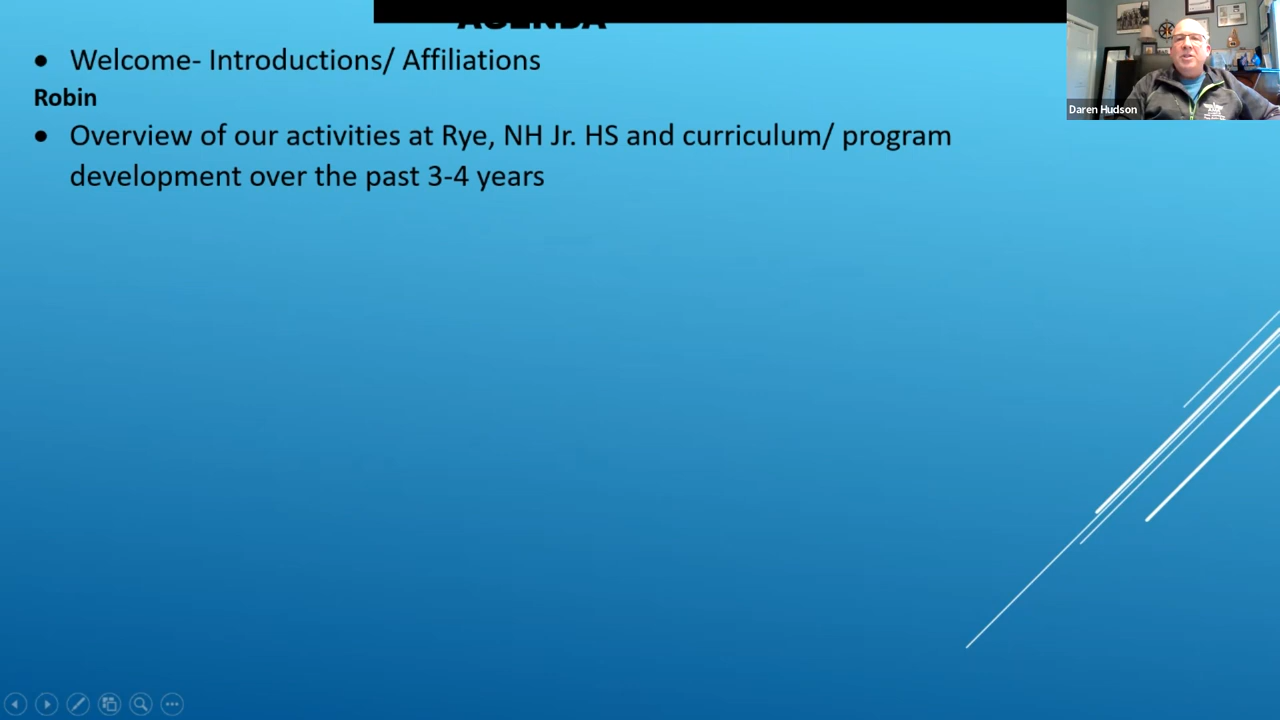 AGENDA
• Welcome- Introductions/ Affiliations
Robin
• Overview of our activities at Rye, NH Jr. HS and curriculum/ program
development over the past 3-4 years
Daren Hudson